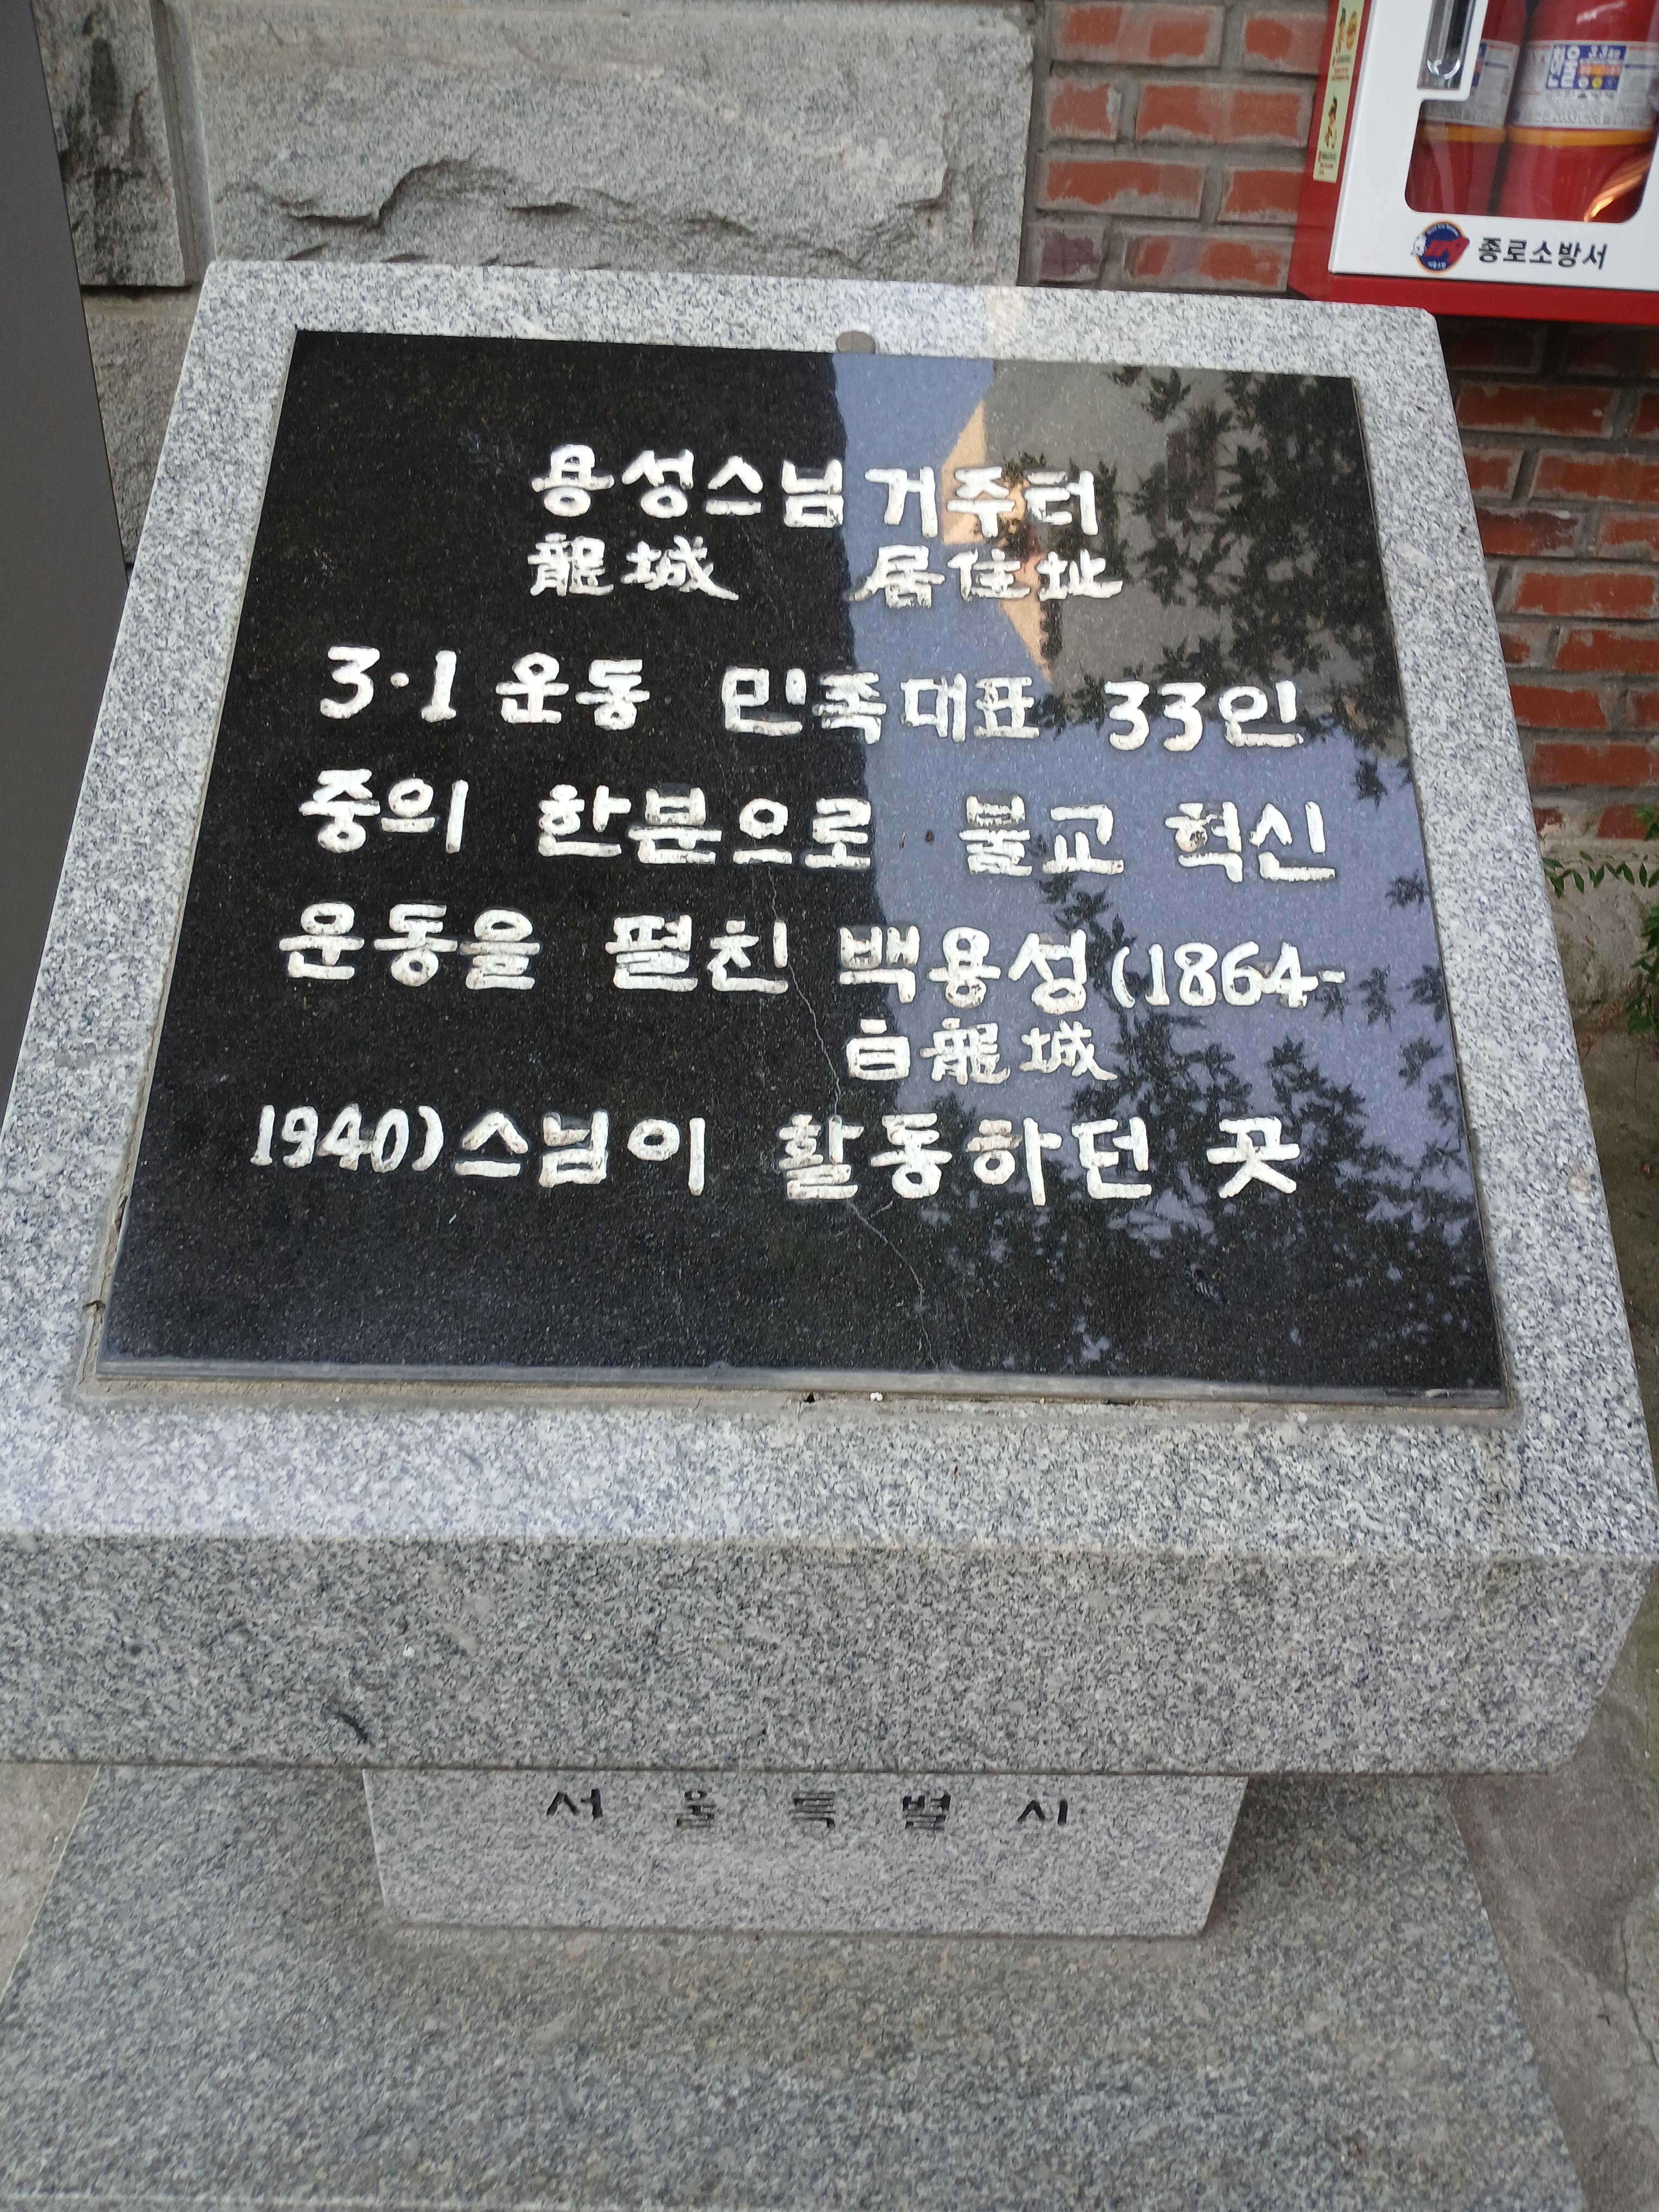 용성스님 거주터
龍城 居住址
3·1 운동 민족대표 33인
중의 한분으로 불교 혁신
운동을 펼친 백용성(1864-
白龍城
1940)스님이 활동하던 곳
서울특별시
119 종로소방서
3.3kg